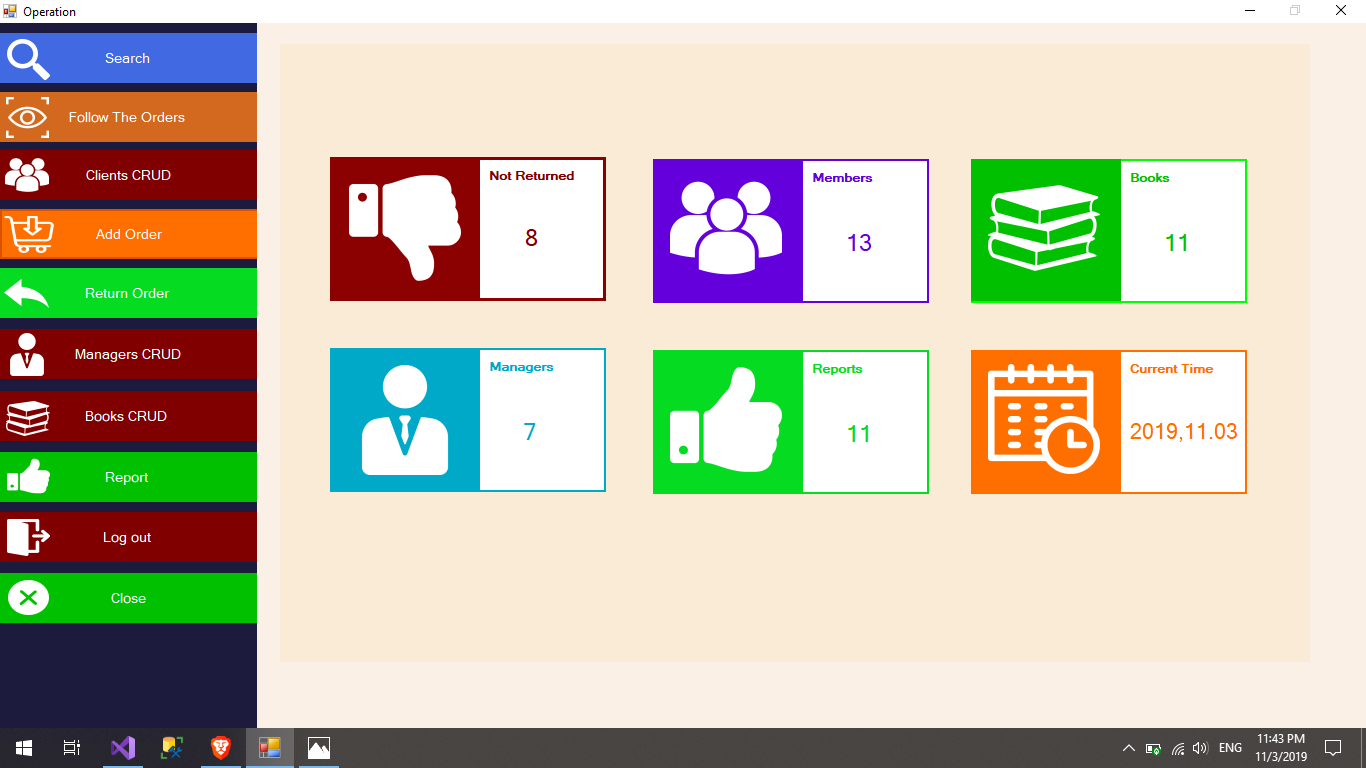 Operation
Search
Follow The Orders
Clients CRUD
Add Order
Return Order
Managers CRUD
Books CRUD
Report
Log out
Close
Not Returned
8
Members
13
Books
11
Managers
7
Reports
11
Current Time
2019,11.03
ENG
11:43 PM
11/3/2019